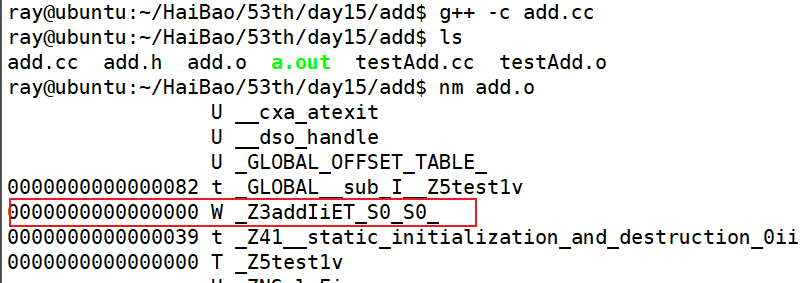 ray@ubuntu:~/HaiBao/53th/day15/add$ g++ -c add.cc
ray@ubuntu:~/HaiBao/53th/day15/add$ ls
add.cc  add.h  add.o  a.out  testAdd.cc  testAdd.o
ray@ubuntu:~/HaiBao/53th/day15/add$ nm add.o
                 U __cxa_atexit
                 U __dso_handle
                 U _GLOBAL_OFFSET_TABLE_
0000000000000082 t _GLOBAL__sub_I__Z5test1v
0000000000000000 W _Z3addIiET_S0_S0_
0000000000000039 t _Z41__static_initialization_and_destruction_0ii
0000000000000000 T _Z5test1v